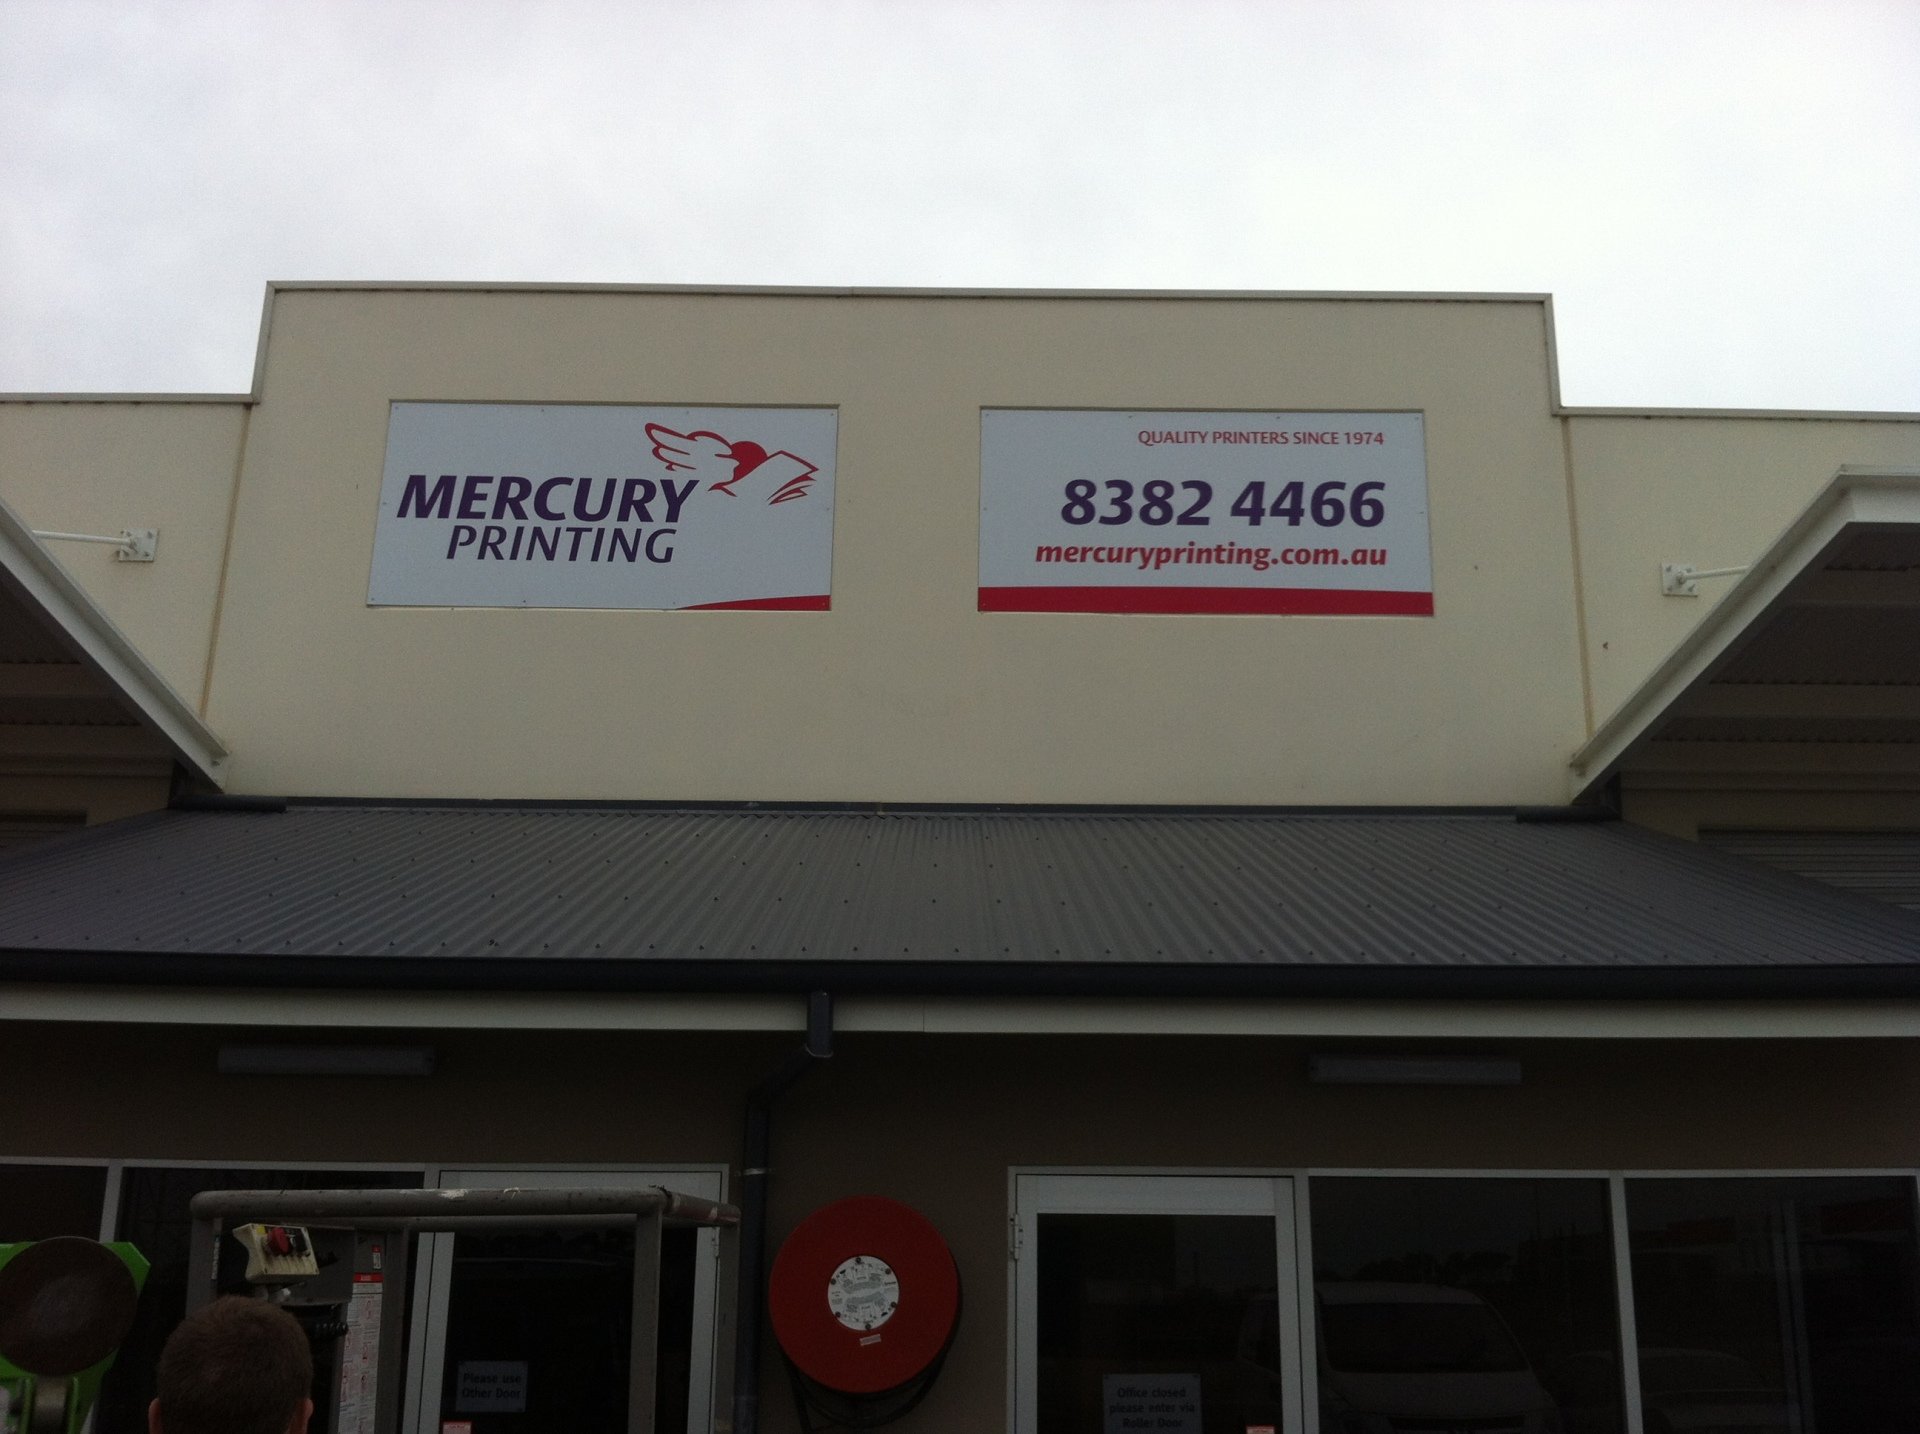 MERCURY
PRINTING
QUALITY PRINTERS SINCE 1974
8382 4466
mercuryprinting.com.au
Please use
Other Door
Office closed
please enter via
Roller Door